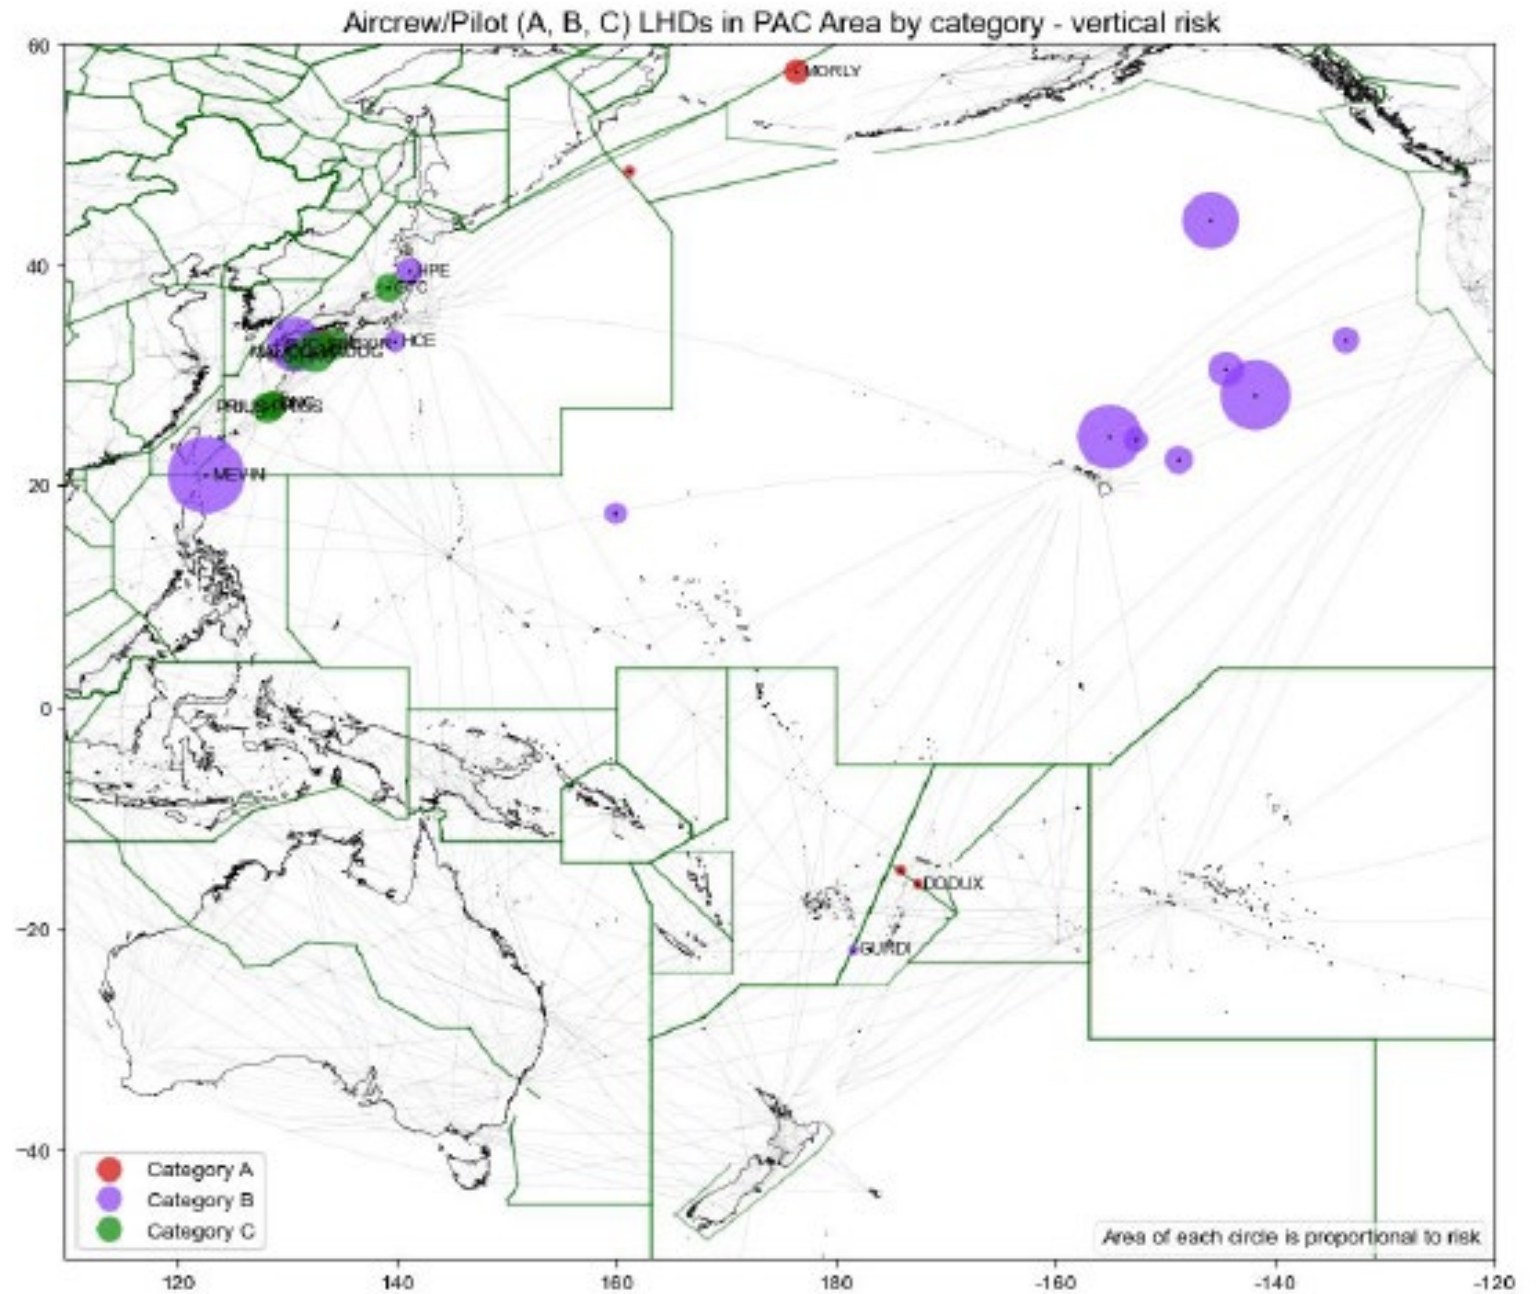 Aircrew/Pilot (A, B, C) LHDs in PAC Area by category - vertical risk
60
MORLY
40
HPE
HCE
MEVIN
20
0
DODUX
−20
GURDI
−40
Category A
Category B
Category C
Area of each circle is proportional to risk
120
140
160
180
-160
-140
-120